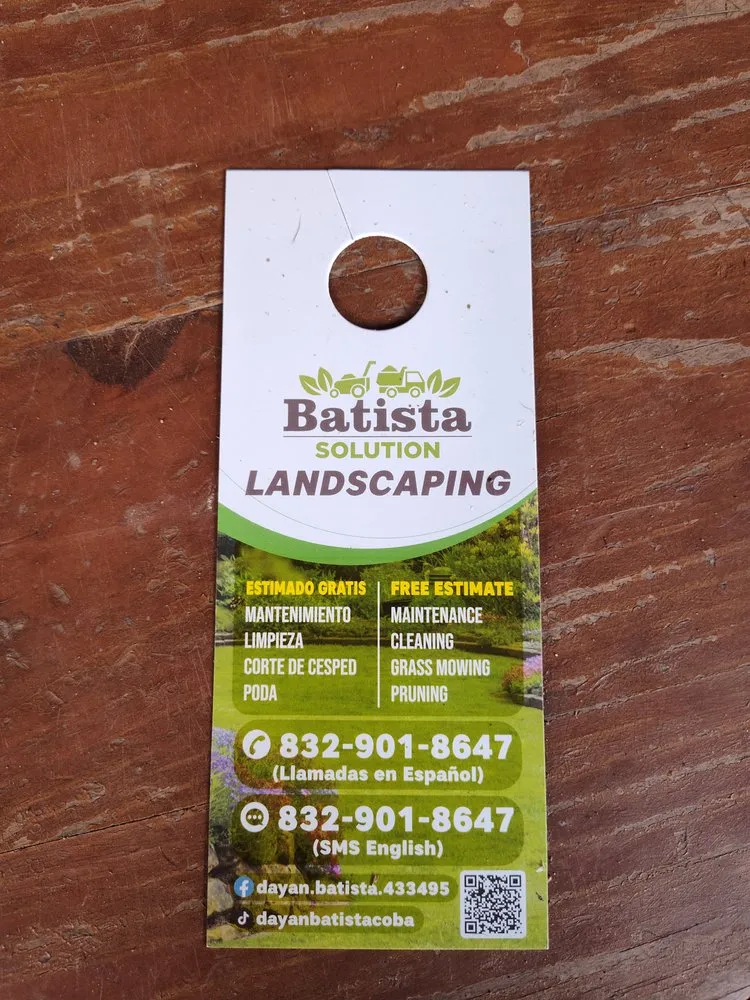 Batista
SOLUTION
LANDSCAPING
ESTIMADO GRATIS
MANTENIMIENTO
LIMPIEZA
CORTE DE CESPED
PODA
FREE ESTIMATE
MAINTENANCE
CLEANING
GRASS MOWING
PRUNING
832-901-8647
(Llamadas en Español)
832-901-8647
(SMS English)
dayan.batista.433495
dayanbatistacoba